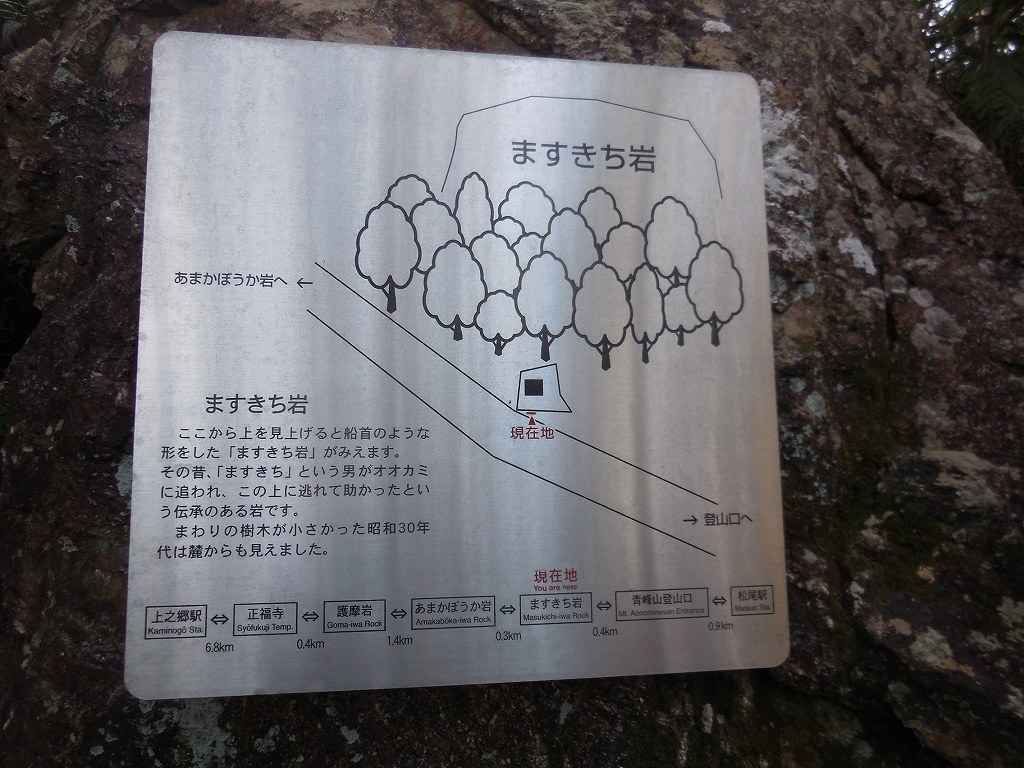 ますきち岩
あまかぼうか岩へ ←
現在地
→ 登山口へ
ますきち岩
ここから上を見上げると船首のような
形をした「ますきち岩」がみえます。
その昔、「ますきち」という男がオオカミ
に追われ、この上に逃れて助かったとい
う伝承のある岩です。
まわりの樹木が小さかった昭和30年
代は麓からも見えました。
現在地
You are here
上之郷駅 ⇔ 正福寺 ⇔ 護摩岩 ⇔ あまかぼうか岩 ⇔ ますきち岩 ⇔ 青峰山登山口 ⇔ 松尾駅
Kaminogō Sta. Syōfukuji Temp. Goma-iwa Rock Amakabōka-iwa Rock Masukichi-iwa Rock Mt. Aominesan Entrance Matsuo Sta.
6.8km 0.4km 1.4km 0.3km 0.4km 0.9km